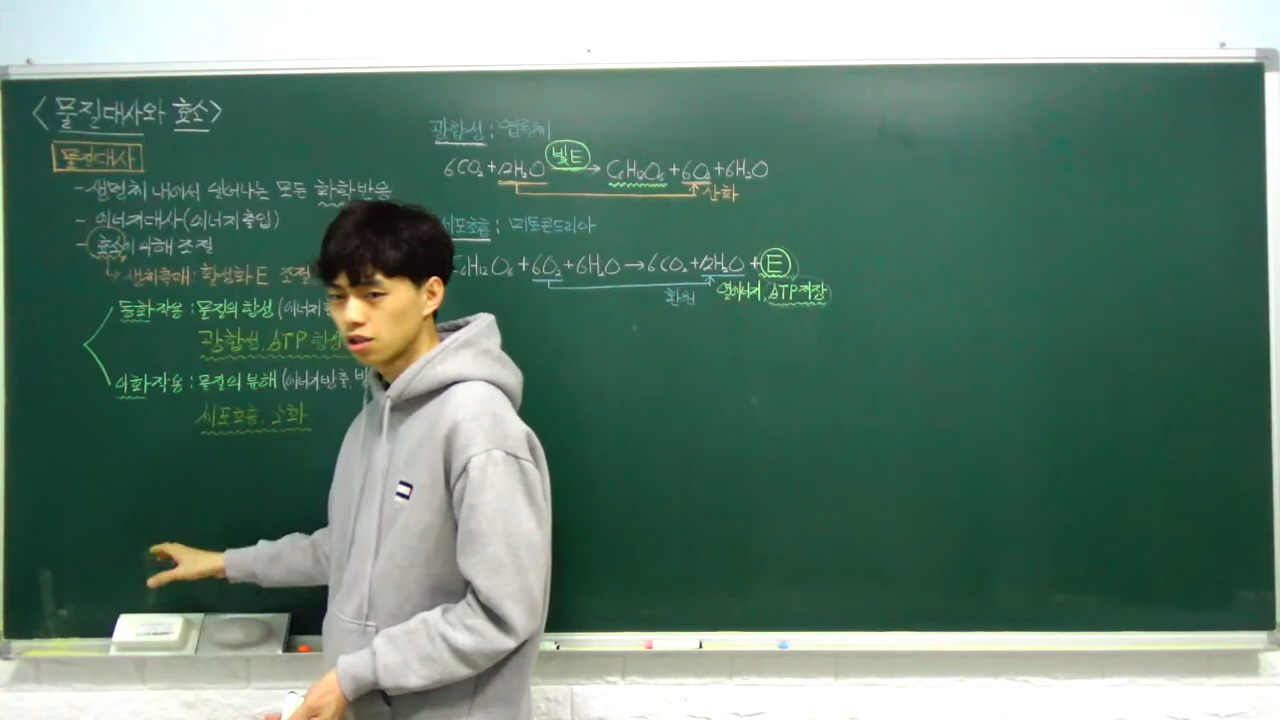 <물질대사와 효소>
물질대사
- 생명체 내에서 일어나는 모든 화학반응
- 에너지대사(에너지출입)
- 효소에 의해 조절
↳ 생체촉매: 활성화E 조절
동화작용 : 물질의 합성 (에너지
광합성, ATP 합성
이화작용 : 물질의 분해 (에너지 방출,
세포호흡, 소화
광합성 : 엽록체
6CO₂+12H₂O 빛E → C₆H₁₂O₆+6O₂+6H₂O
산화
세포호흡 : 미토콘드리아
C₆H₁₂O₆+6O₂+6H₂O→6CO₂+12H₂O+E
환원 열에너지, ATP저장